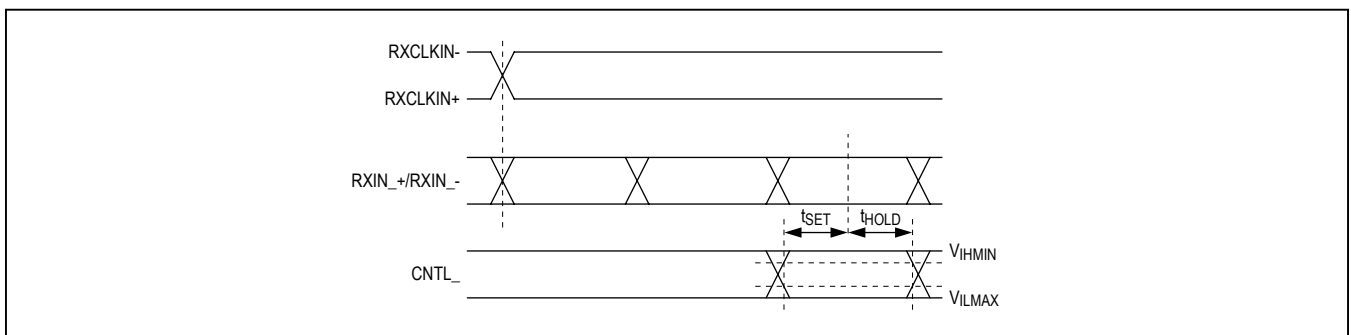 RXCLKIN-
RXCLKIN+
RXIN_+/RXIN_-
tSET
tHOLD
CNTL_
VIHMIN
VILMAX